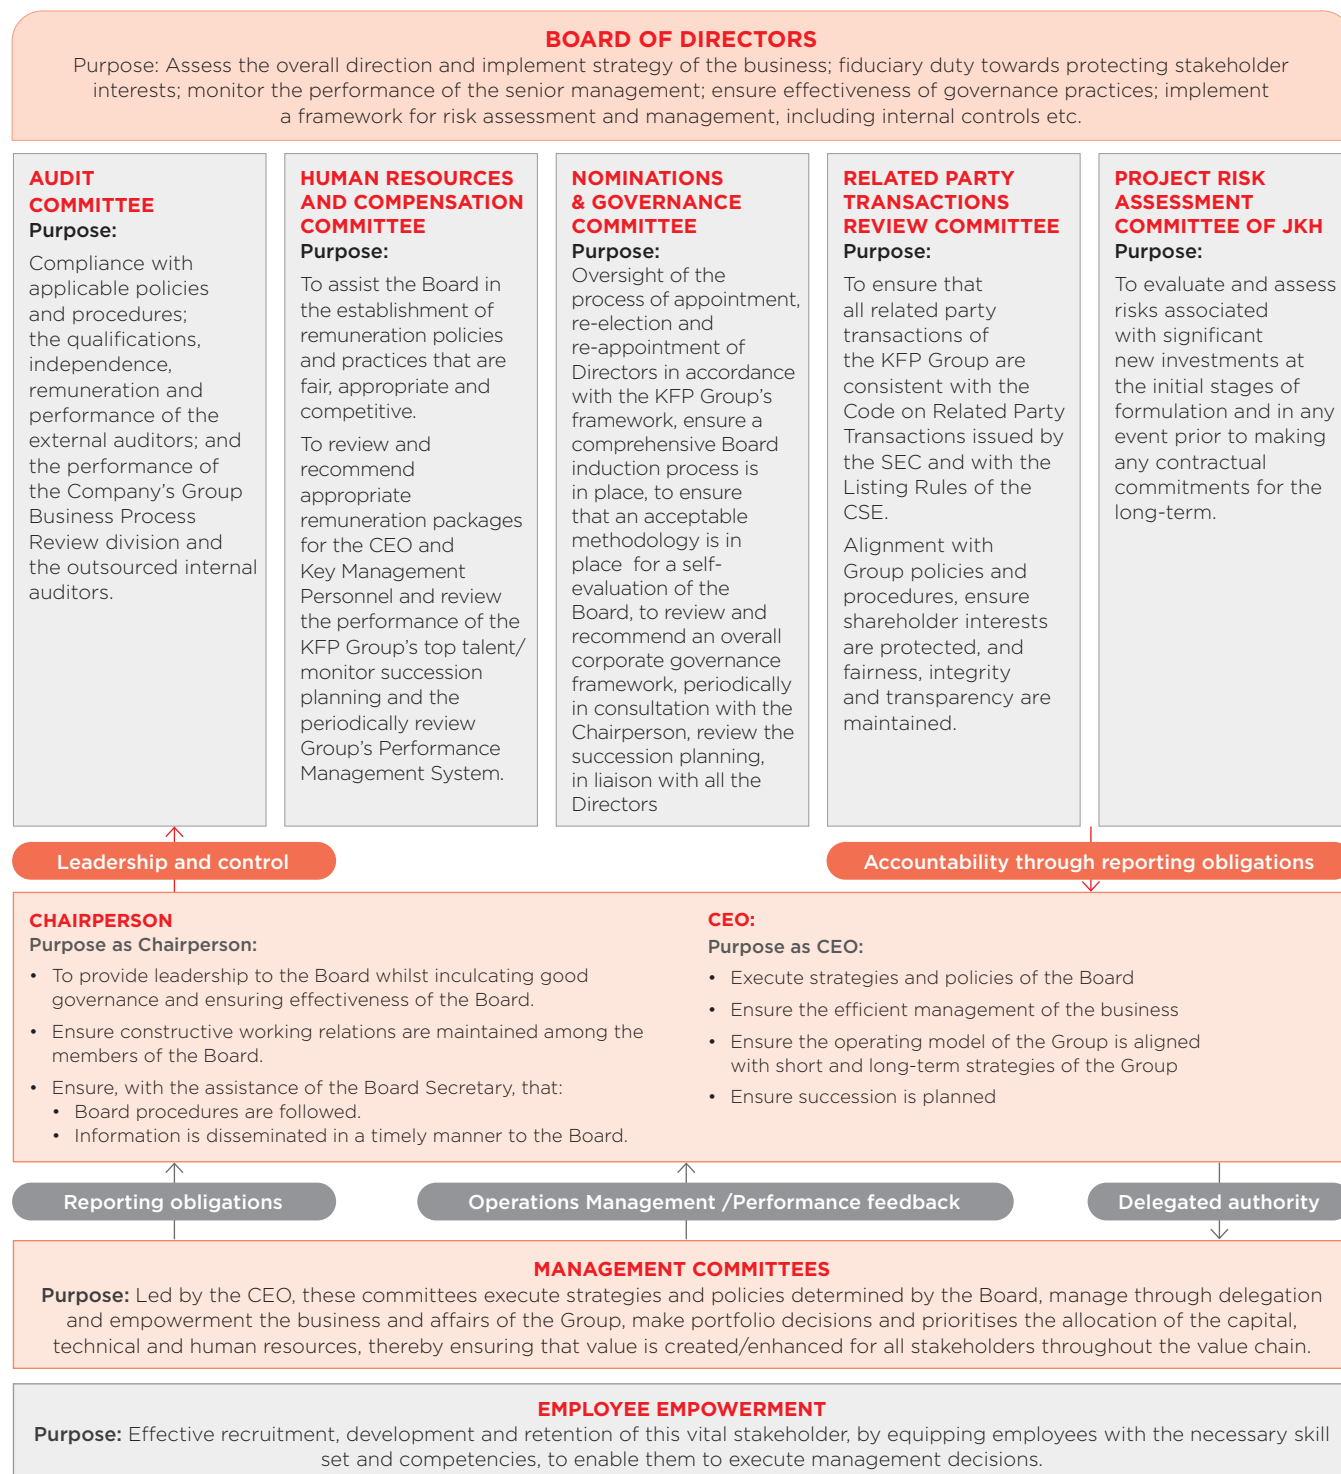 BOARD OF DIRECTORS
Purpose: Assess the overall direction and implement strategy of the business; fiduciary duty towards protecting stakeholder
interests; monitor the performance of the senior management; ensure effectiveness of governance practices; implement
a framework for risk assessment and management, including internal controls etc.
AUDIT
COMMITTEE
Purpose:
Compliance with
applicable policies
and procedures;
the qualifications,
independence,
remuneration and
performance of the
external auditors; and
the performance of
the Company's Group
Business Process
Review division and
the outsourced internal
auditors.
HUMAN RESOURCES
AND COMPENSATION
COMMITTEE
Purpose:
To assist the Board in
the establishment of
remuneration policies
and practices that are
fair, appropriate and
competitive.
To review and
recommend
appropriate
remuneration packages
for the CEO and
Key Management
Personnel and review
the performance of the
KFP Group's top talent/
monitor succession
planning and the
periodically review
Group's Performance
Management System.
NOMINATIONS
& GOVERNANCE
COMMITTEE
Purpose:
Oversight of the
process of appointment,
re-election and
re-appointment of
Directors in accordance
with the KFP Group's
framework, ensure a
comprehensive Board
induction process is
in place, to ensure
that an acceptable
methodology is in
place for a self-
evaluation of the
Board, to review and
recommend an overall
corporate governance
framework, periodically
in consultation with the
Chairperson, review the
succession planning,
in liaison with all the
Directors
RELATED PARTY
TRANSACTIONS
REVIEW COMMITTEE
Purpose:
To ensure that
all related party
transactions of
the KFP Group are
consistent with the
Code on Related Party
Transactions issued by
the SEC and with the
Listing Rules of the
CSE.
Alignment with
Group policies and
procedures, ensure
shareholder interests
are protected, and
fairness, integrity
and transparency are
maintained.
PROJECT RISK
ASSESSMENT
COMMITTEE OF JKH
Purpose:
To evaluate and assess
risks associated
with significant
new investments at
the initial stages of
formulation and in any
event prior to making
any contractual
commitments for the
long-term.
Leadership and control
Accountability through reporting obligations
CHAIRPERSON
Purpose as Chairperson:
• To provide leadership to the Board whilst inculcating good
governance and ensuring effectiveness of the Board.
• Ensure constructive working relations are maintained among the
members of the Board.
• Ensure, with the assistance of the Board Secretary, that:
• Board procedures are followed.
• Information is disseminated in a timely manner to the Board.
CEO:
Purpose as CEO:
• Execute strategies and policies of the Board
• Ensure the efficient management of the business
• Ensure the operating model of the Group is aligned
with short and long-term strategies of the Group
• Ensure succession is planned
Reporting obligations
Operations Management /Performance feedback
Delegated authority
MANAGEMENT COMMITTEES
Purpose: Led by the CEO, these committees execute strategies and policies determined by the Board, manage through delegation
and empowerment the business and affairs of the Group, make portfolio decisions and prioritises the allocation of the capital,
technical and human resources, thereby ensuring that value is created/enhanced for all stakeholders throughout the value chain.
EMPLOYEE EMPOWERMENT
Purpose: Effective recruitment, development and retention of this vital stakeholder, by equipping employees with the necessary skill
set and competencies, to enable them to execute management decisions.